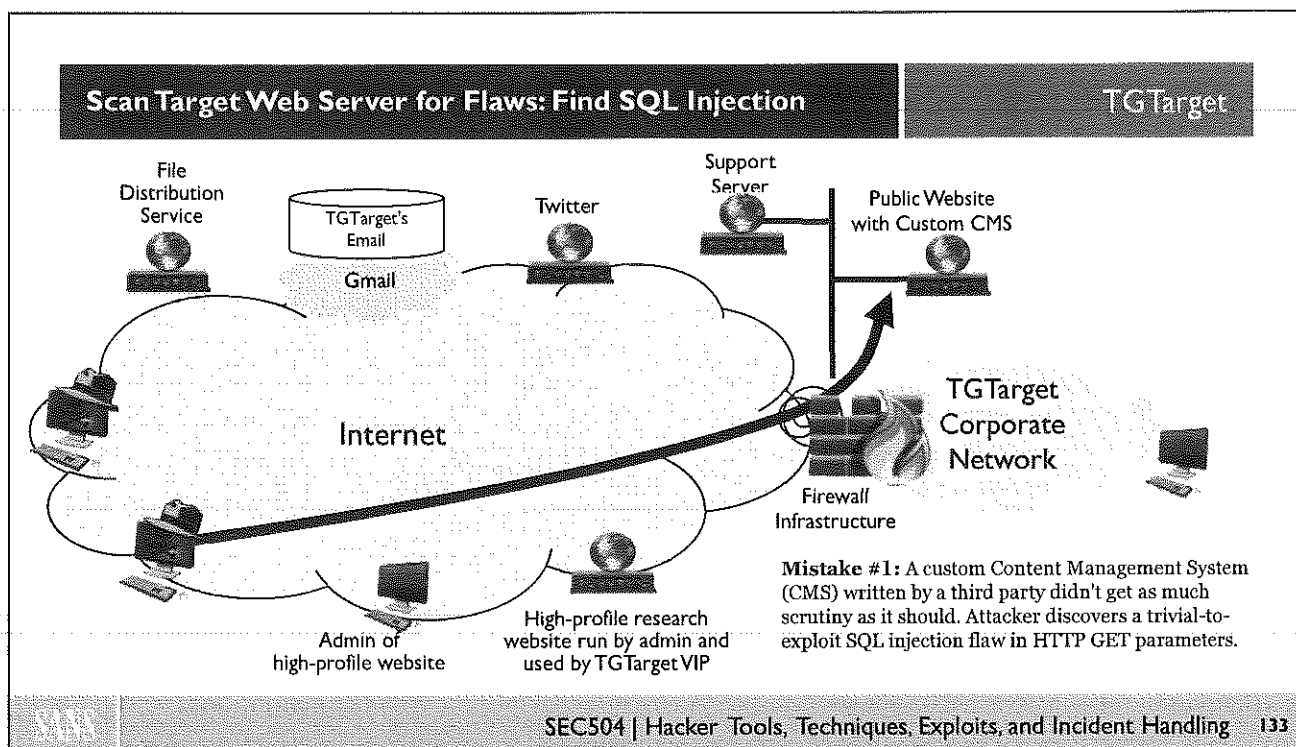 Scan Target Web Server for Flaws: Find SQL Injection
TGTarget
File
Distribution
Service
TGTarget's
Email
Gmail
Twitter
Support
Server
Public Website
with Custom CMS
Internet
TGTarget
Corporate
Network
Firewall
Infrastructure
Admin of
high-profile website
High-profile research
website run by admin and
used by TGTarget VIP
Mistake #1: A custom Content Management System
(CMS) written by a third party didn't get as much
scrutiny as it should. Attacker discovers a trivial-to-
exploit SQL injection flaw in HTTP GET parameters.
SANS
SEC504 | Hacker Tools, Techniques, Exploits, and Incident Handling 133